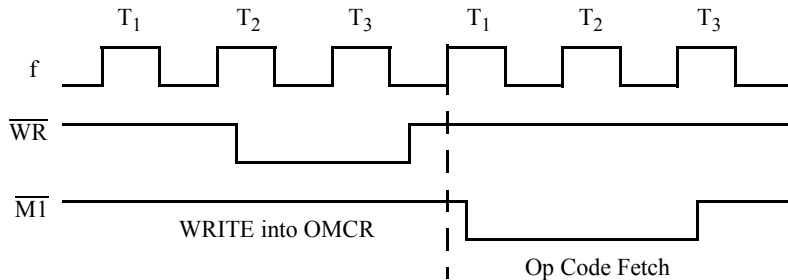 T1 T2 T3 T1 T2 T3
f
WR
M1
WRITE into OMCR
Op Code Fetch